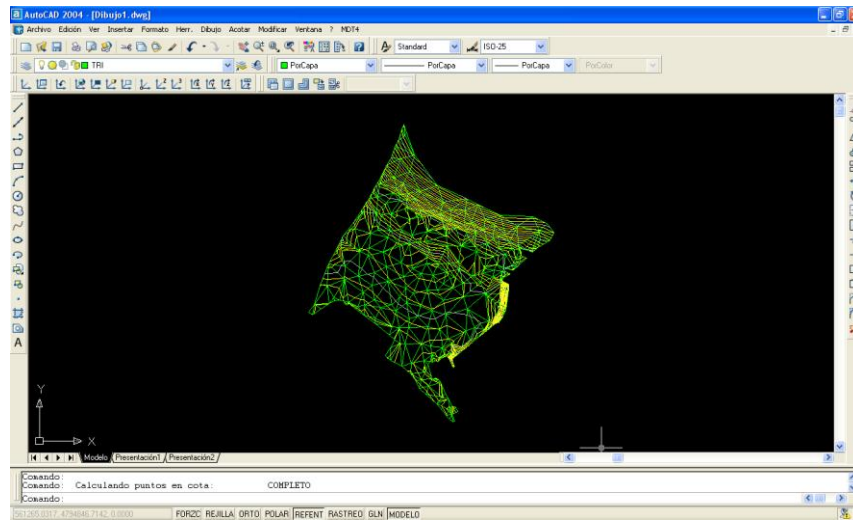 AutoCAD 2004 - [Dibujo1.dwg]
Archivo Edición Ver Insertar Formato Herr. Dibujo Acotar Modificar Ventana ? MDT4
Standard ISO-25
TRI PorCapa PorCapa PorCapa PorColor
Y
X
Modelo Presentación1 Presentación2
Comando:
Comando: Calculando puntos en cota: COMPLETO
Comando:
FORZC REJILLA ORTO POLAR REFENT RASTREO GLN MODELO